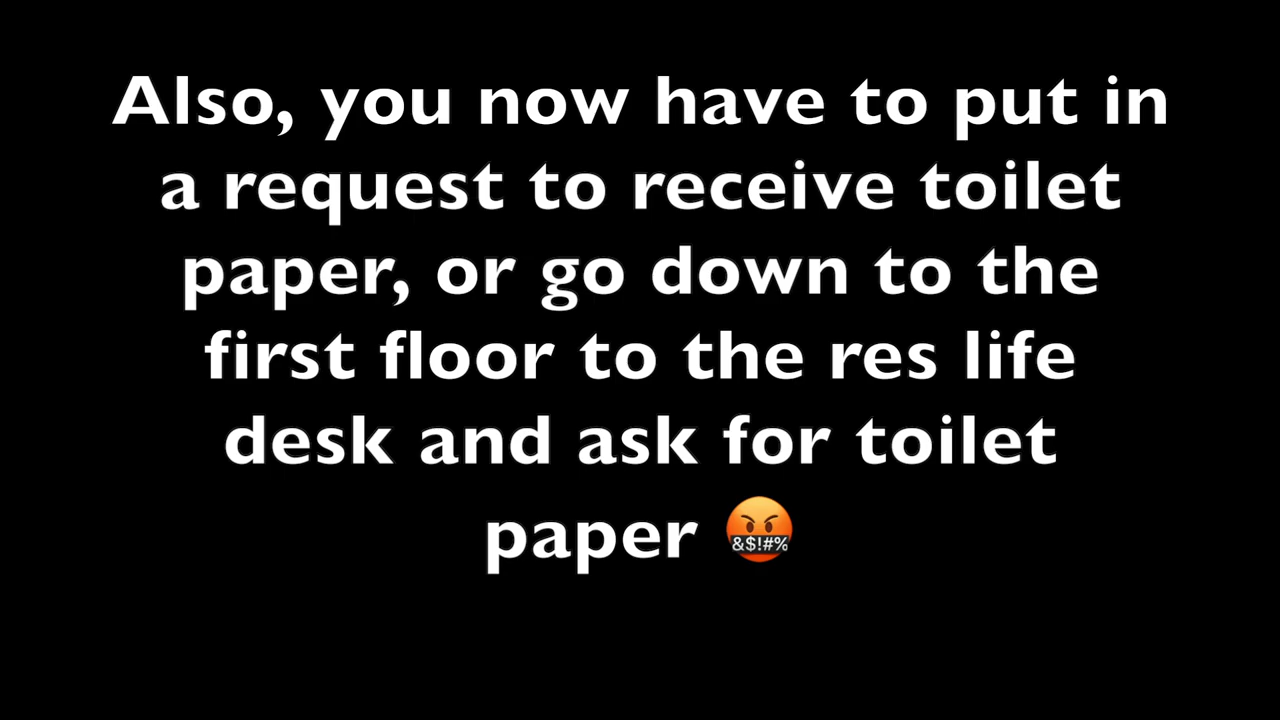 Also, you now have to put in
a request to receive toilet
paper, or go down to the
first floor to the res life
desk and ask for toilet
paper 🤬